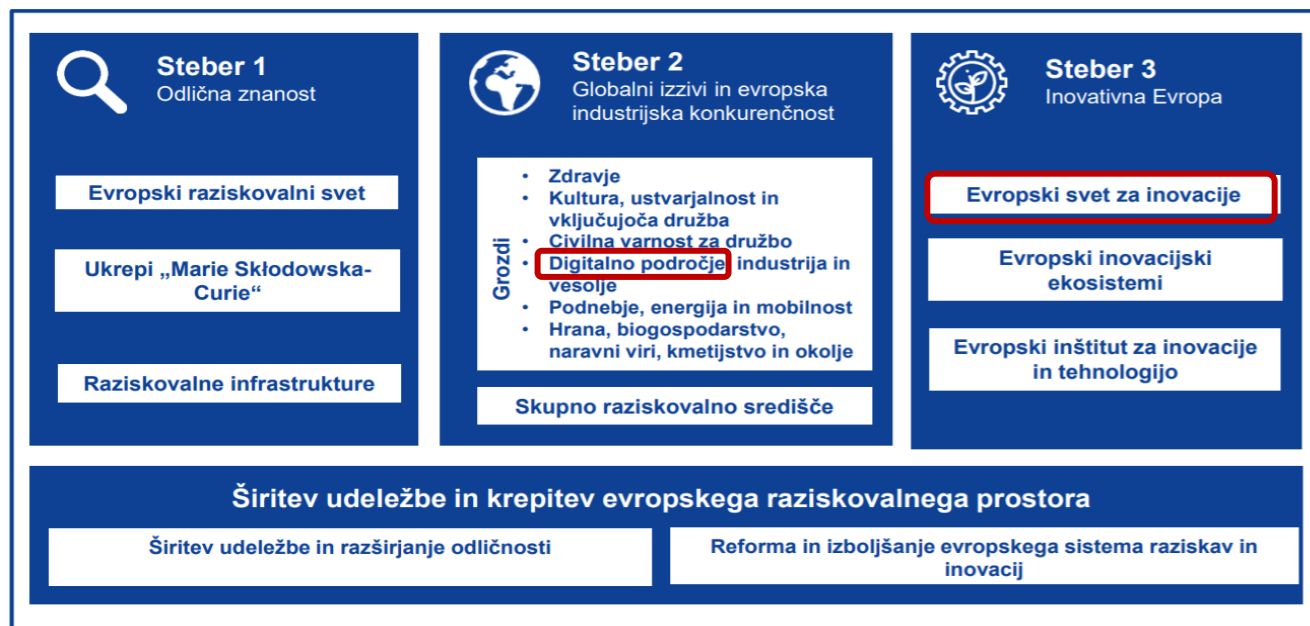 Steber 1
Odlična znanost
Evropski raziskovalni svet
Ukrepi „Marie Skłodowska-
Curie“
Raziskovalne infrastrukture
Steber 2
Globalni izzivi in evropska
industrijska konkurenčnost
Grozdi
• Zdravje
• Kultura, ustvarjalnost in
vključujoča družba
• Civilna varnost za družbo
• Digitalno področje, industrija in
vesolje
• Podnebje, energija in mobilnost
• Hrana, biogospodarstvo,
naravni viri, kmetijstvo in okolje
Skupno raziskovalno središče
Steber 3
Inovativna Evropa
Evropski svet za inovacije
Evropski inovacijski
ekosistemi
Evropski inštitut za inovacije
in tehnologijo
Širitev udeležbe in krepitev evropskega raziskovalnega prostora
Širitev udeležbe in razširjanje odličnosti
Reforma in izboljšanje evropskega sistema raziskav in
inovacij